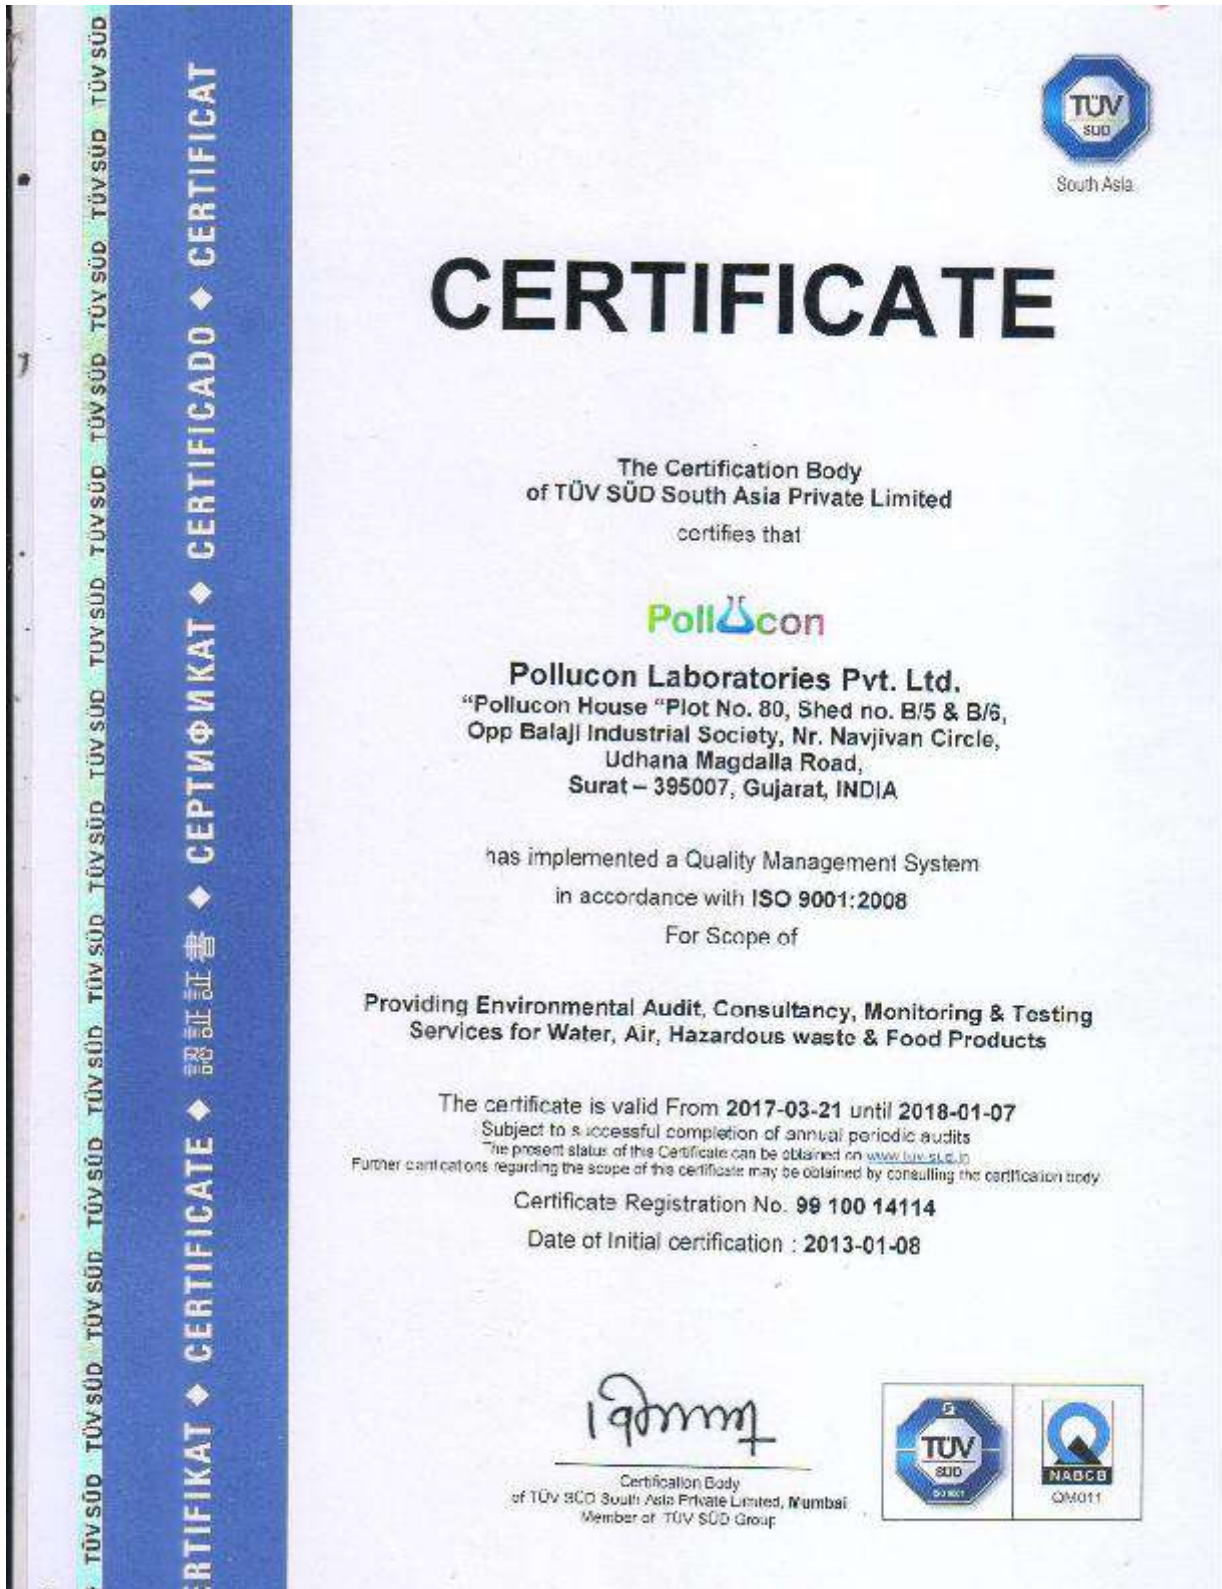 TÜV SÜD TÜV SÜD TÜV SÜD TÜV SÜD TÜV SÜD TÜV SÜD TÜV SÜD TÜV SÜD TÜV SÜD TÜV SÜD TÜV SÜD TÜV SÜD TÜV SÜD TÜV SÜD
ERTIFIKAT ◆ CERTIFICATE ◆ 認証証書 ◆ СЕРТИФИКАТ ◆ CERTIFICADO ◆ CERTIFICAT
TÜV
SÜD
South Asia
CERTIFICATE
The Certification Body
of TÜV SÜD South Asia Private Limited
certifies that
Pollucon
Pollucon Laboratories Pvt. Ltd.
“Pollucon House “Plot No. 80, Shed no. B/5 & B/6,
Opp Balaji Industrial Society, Nr. Navjivan Circle,
Udhana Magdalla Road,
Surat – 395007, Gujarat, INDIA
has implemented a Quality Management System
in accordance with ISO 9001:2008
For Scope of
Providing Environmental Audit, Consultancy, Monitoring & Testing
Services for Water, Air, Hazardous waste & Food Products
The certificate is valid From 2017-03-21 until 2018-01-07
Subject to successful completion of annual periodic audits
The present status of this Certificate can be obtained on www.tuv-sud.in
Further clarifications regarding the scope of this certificate may be obtained by consulting the certification body
Certificate Registration No. 99 100 14114
Date of Initial certification : 2013-01-08
Certification Body
of TÜV SÜD South Asia Private Limited, Mumbai
Member of TÜV SÜD Group
TÜV
SÜD
ISO 9001
NABCB
QM011